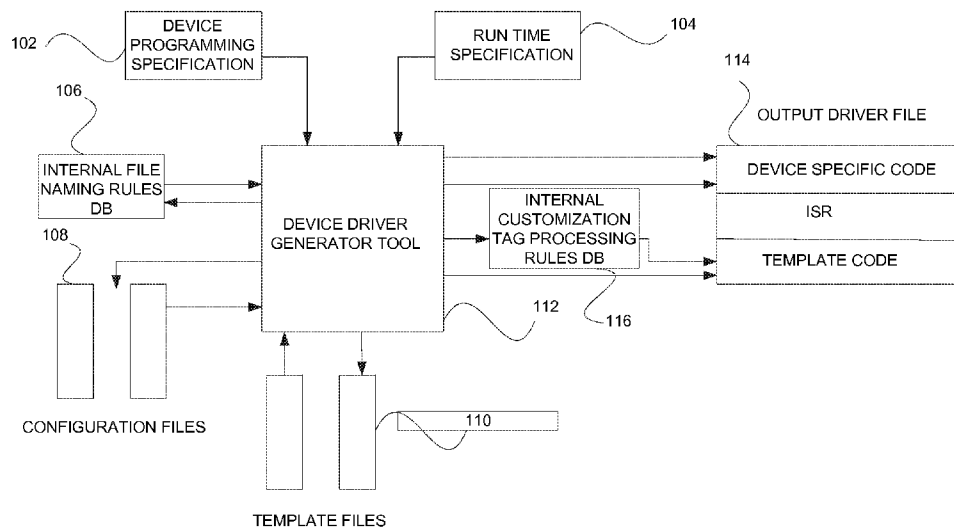 102
DEVICE
PROGRAMMING
SPECIFICATION
RUN TIME
SPECIFICATION
104
106
114
OUTPUT DRIVER FILE
INTERNAL FILE
NAMING RULES
DB
DEVICE DRIVER
GENERATOR TOOL
INTERNAL
CUSTOMIZATION
TAG PROCESSING
RULES DB
DEVICE SPECIFIC CODE
ISR
TEMPLATE CODE
108
112
116
CONFIGURATION FILES
110
TEMPLATE FILES